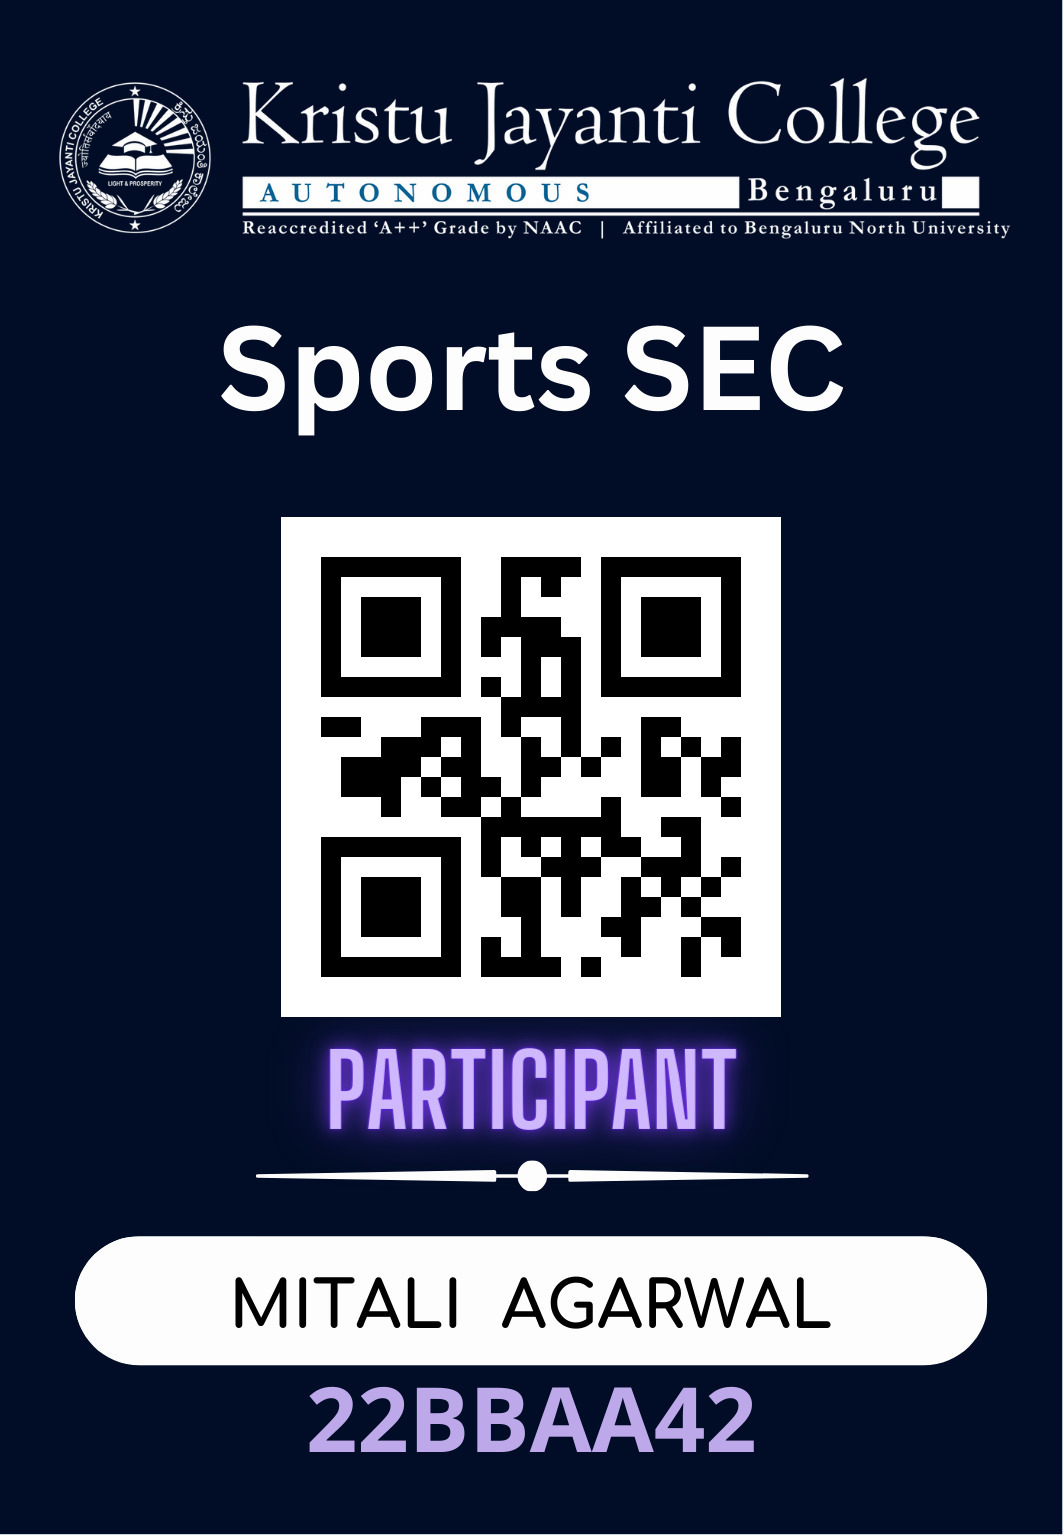 Kristu Jayanti College
AUTONOMOUS Bengaluru
Reaccredited ‘A++’ Grade by NAAC | Affiliated to Bengaluru North University
KRISTU JAYANTI COLLEGE
LIGHT & PROSPERITY
Sports SEC
PARTICIPANT
MITALI AGARWAL
22BBAA42